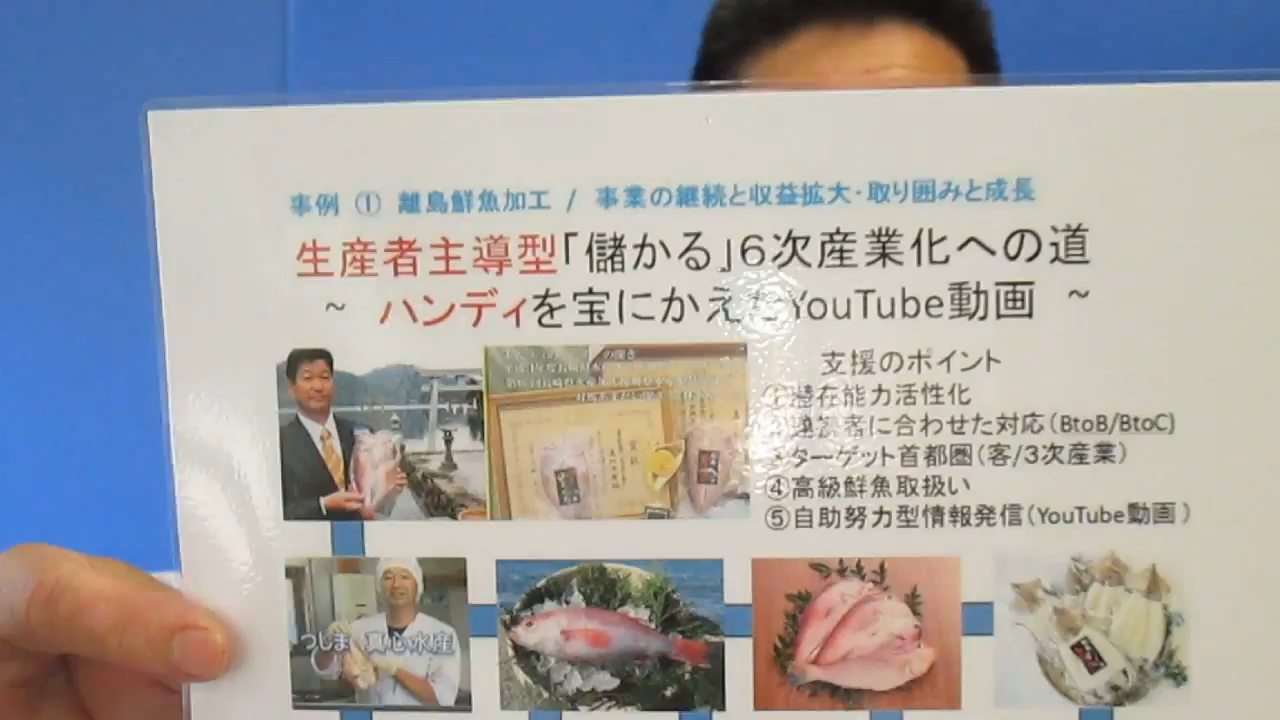 事例 ① 離島鮮魚加工 / 事業の継続と収益拡大・取り囲みと成長
生産者主導型「儲かる」6次産業化への道
~ ハンディを宝にかえたYouTube動画 ~
支援のポイント
①潜在能力活性化
に合わせた対応(BtoB/BtoC)
ターゲット首都圏(客/3次産業)
④高級鮮魚取扱い
⑤自助努力型情報発信(YouTube動画)
つしま 真心水産